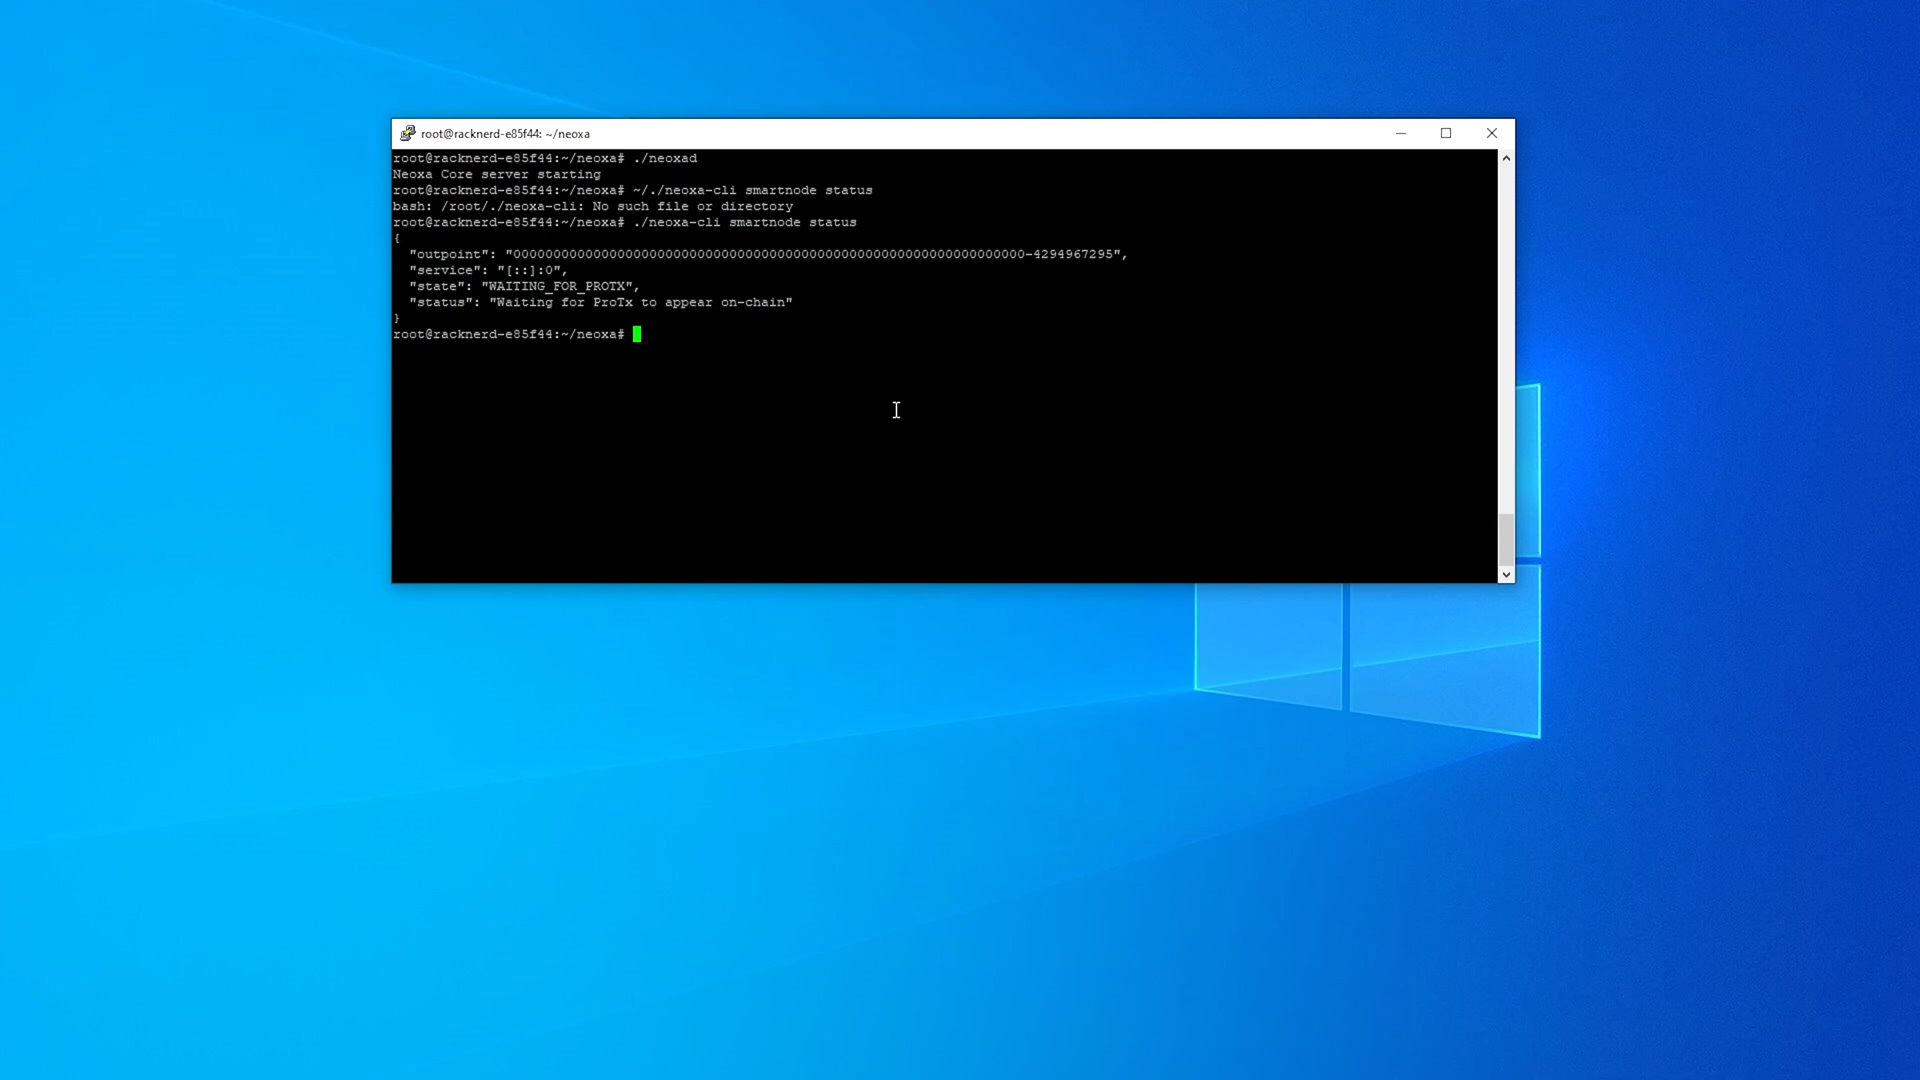 root@racknerd-e85f44: ~/neoxa
root@racknerd-e85f44:~/neoxa# ./neoxad
Neoxa Core server starting
root@racknerd-e85f44:~/neoxa# ~/./neoxa-cli smartnode status
bash: /root/./neoxa-cli: No such file or directory
root@racknerd-e85f44:~/neoxa# ./neoxa-cli smartnode status
{
"outpoint": "0000000000000000000000000000000000000000000000000000000000000000-4294967295",
"service": "[::]:0",
"state": "WAITING_FOR_PROTX",
"status": "Waiting for ProTx to appear on-chain"
}
root@racknerd-e85f44:~/neoxa#